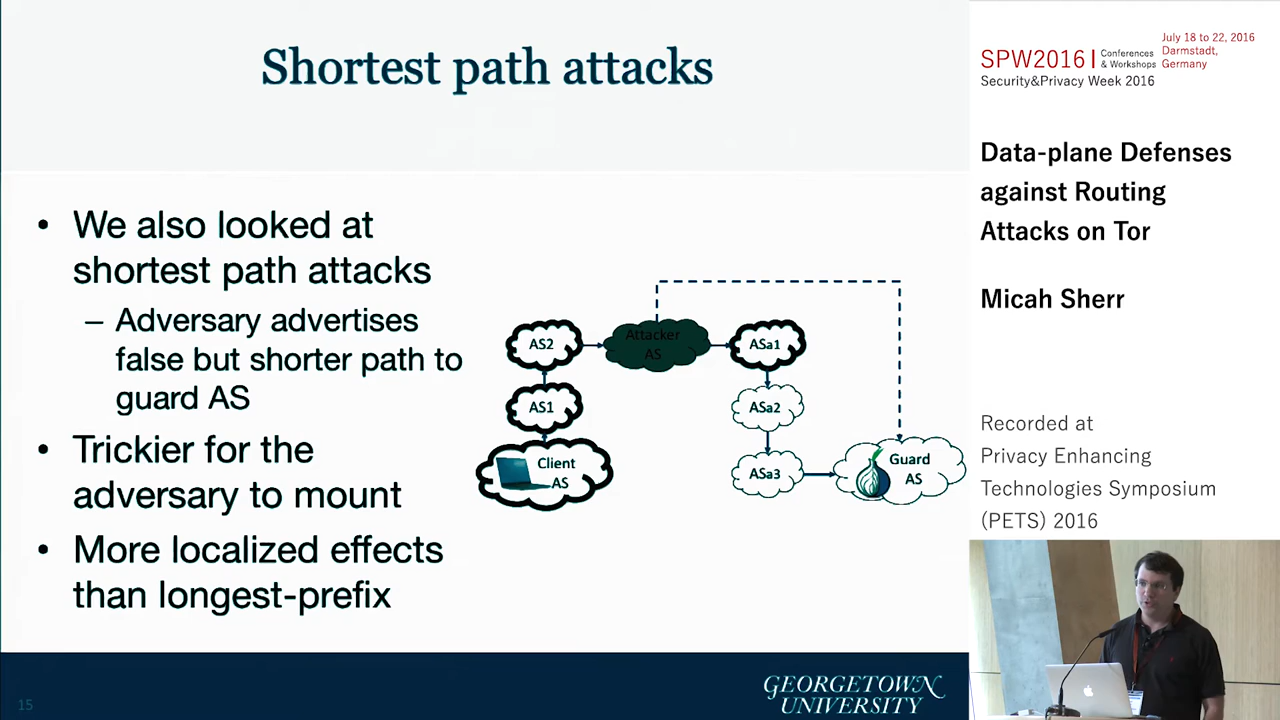 Shortest path attacks
• We also looked at
shortest path attacks
– Adversary advertises
false but shorter path to
guard AS
• Trickier for the
adversary to mount
• More localized effects
than longest-prefix
AS2
Attacker
AS
ASa1
AS1
ASa2
Client
AS
ASa3
Guard
AS
15
GEORGETOWN
UNIVERSITY
SPW2016 | Conferences
& Workshops
July 18 to 22, 2016
Darmstadt,
Germany
Security&Privacy Week 2016
Data-plane Defenses
against Routing
Attacks on Tor
Micah Sherr
Recorded at
Privacy Enhancing
Technologies Symposium
(PETS) 2016